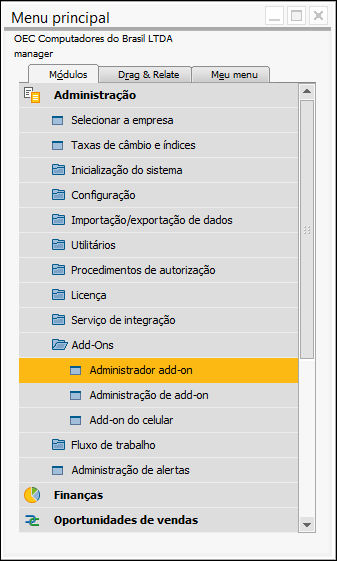 Menu principal
OEC Computadores do Brasil LTDA
manager
Módulos Drag & Relate Meu menu
Administração
Selecionar a empresa
Taxas de câmbio e índices
Inicialização do sistema
Configuração
Importação/exportação de dados
Utilitários
Procedimentos de autorização
Licença
Serviço de integração
Add-Ons
Administrador add-on
Administração de add-on
Add-on do celular
Fluxo de trabalho
Administração de alertas
Finanças
Oportunidades de vendas